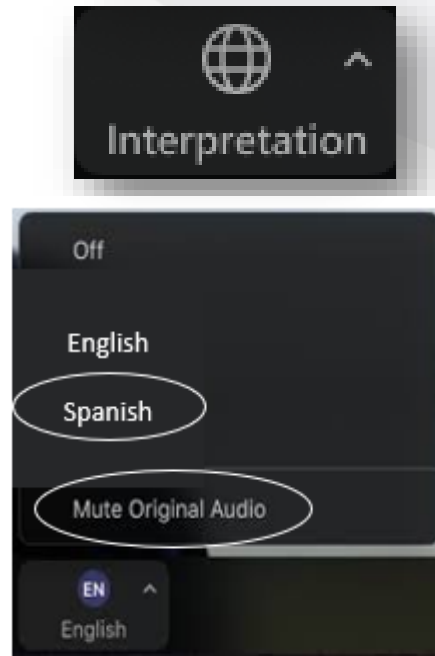 Interpretation
Off
English
Spanish
Mute Original Audio
EN
English